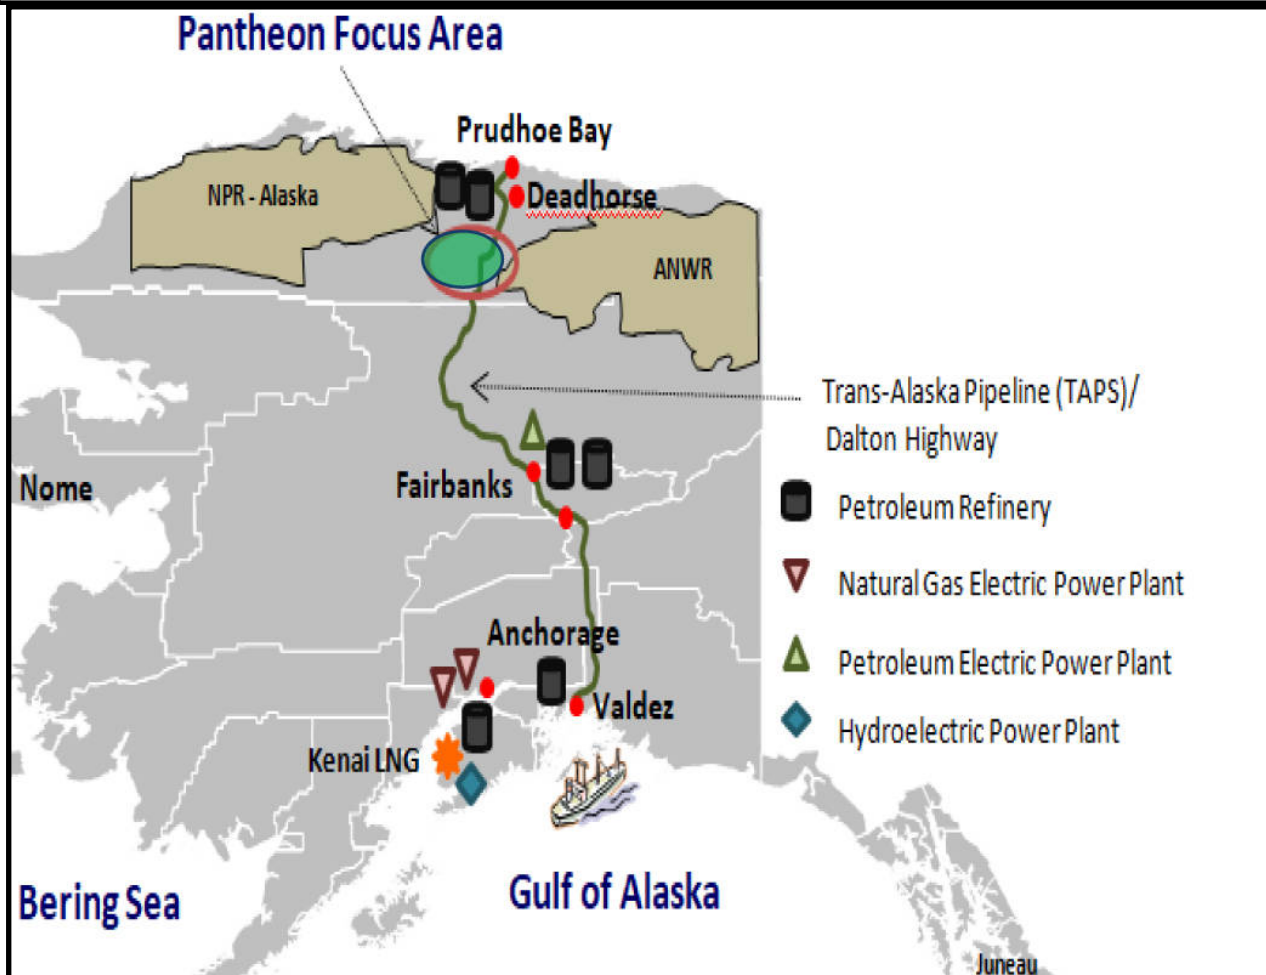 Pantheon Focus Area
Prudhoe Bay
NPR - Alaska
Deadhorse
ANWR
Trans-Alaska Pipeline (TAPS)/
Dalton Highway
Nome
Fairbanks
Petroleum Refinery
Natural Gas Electric Power Plant
Anchorage
Petroleum Electric Power Plant
Valdez
Hydroelectric Power Plant
Kenai LNG
Bering Sea
Gulf of Alaska
Juneau